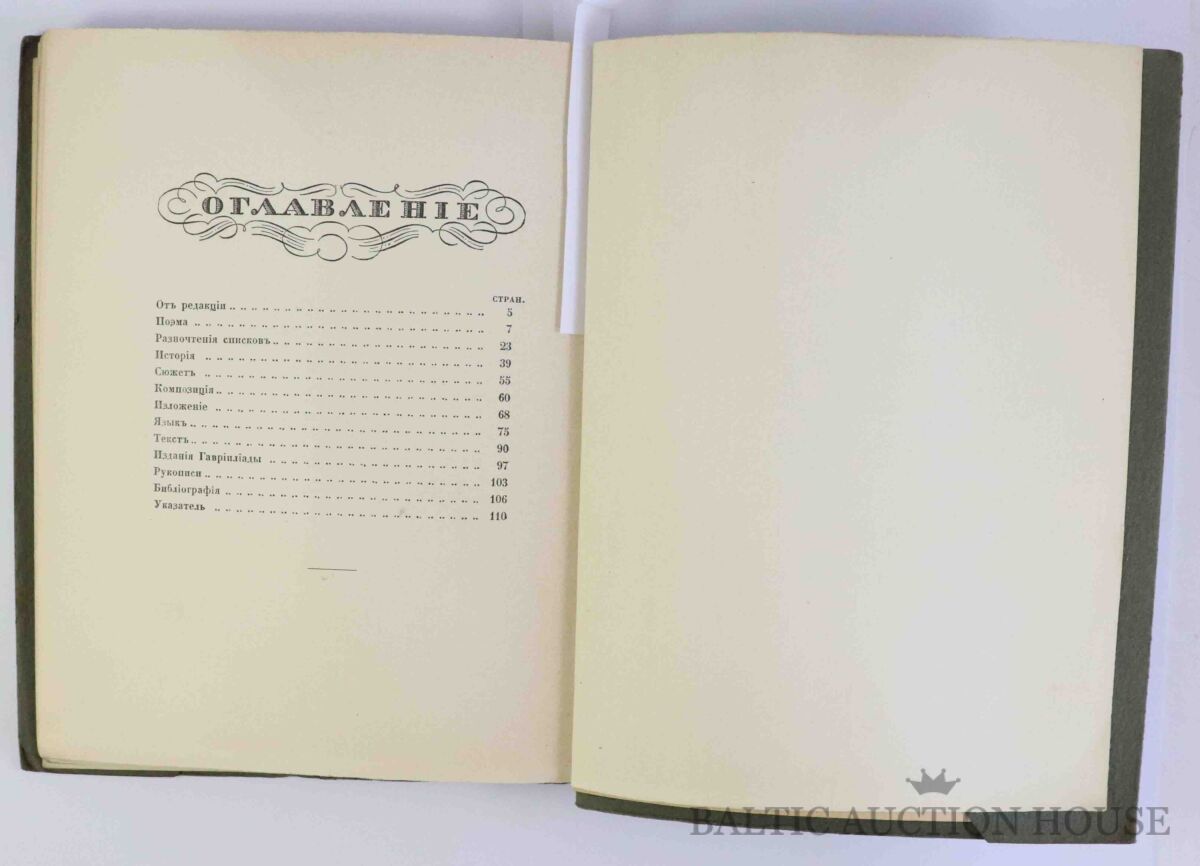 ОГЛАВЛЕНІЕ
СТРАН.
Отъ редакціи 5
Поэма 7
Разночтенія списковъ 23
Исторія 39
Сюжетъ 55
Композиція 60
Изложеніе 68
Языкъ 75
Текстъ 90
Изданія Гавріиліады 97
Рукописи 103
Библіографія 106
Указатель 110
BALTIC AUCTION HOUSE